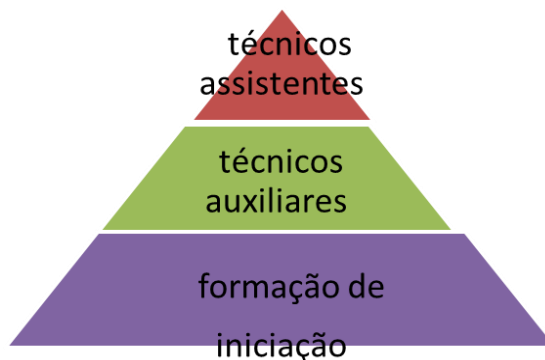 técnicos
assistentes
técnicos
auxiliares
formação de
iniciação